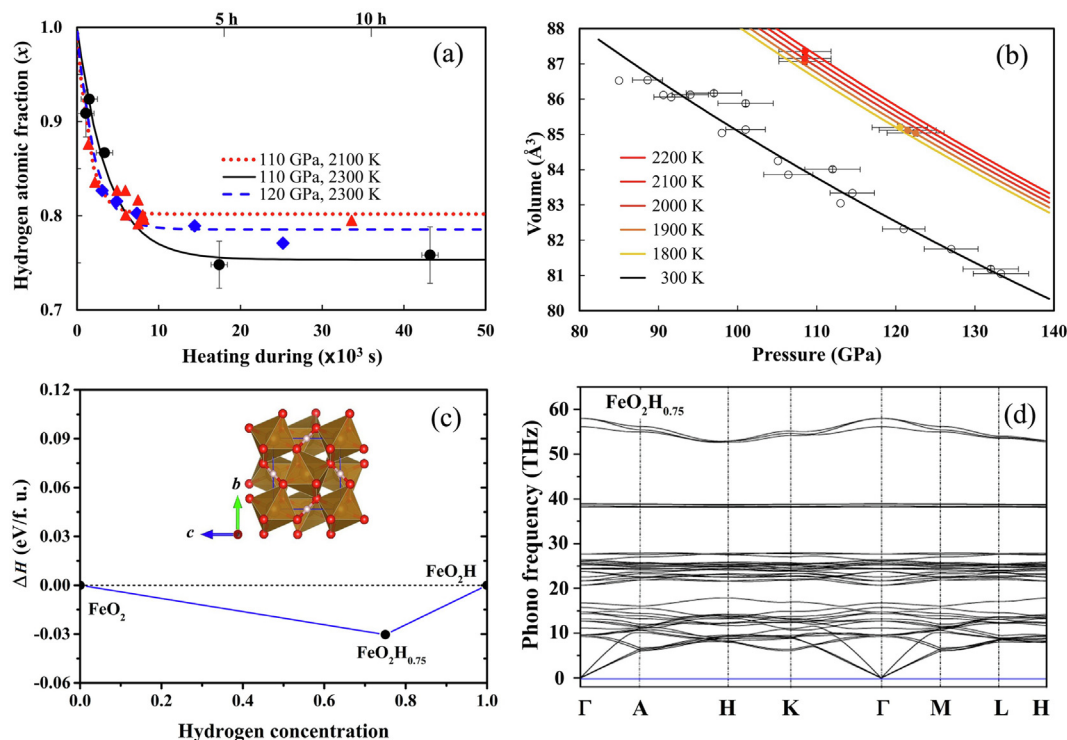 5 h 10 h
(a)
1.0
0.9
0.8
0.7
Hydrogen atomic fraction (x)
110 GPa, 2100 K
110 GPa, 2300 K
120 GPa, 2300 K
0 10 20 30 40 50
Heating during (x10³ s)
(b)
87
86
85
84
83
82
81
80
Volume (Å³)
2200 K
2100 K
2000 K
1900 K
1800 K
300 K
80 90 100 110 120 130 140
Pressure (GPa)
(c)
0.12
0.09
0.06
0.03
0.00
-0.03
-0.06
ΔH (eV/f. u.)
b
c
FeO₂
FeO₂H
FeO₂H₀.₇₅
0.0 0.2 0.4 0.6 0.8 1.0
Hydrogen concentration
FeO₂H₀.₇₅
(d)
60
50
40
30
20
10
0
Phono frequency (THz)
Γ A H K Γ M L H